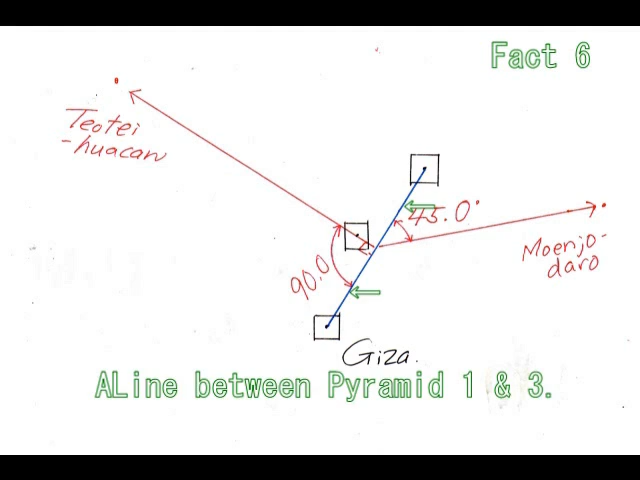 Fact 6
Teotei
-huacan
45.0°
Moenjo-
daro
90.0
Giza.
ALine between Pyramid 1 & 3.